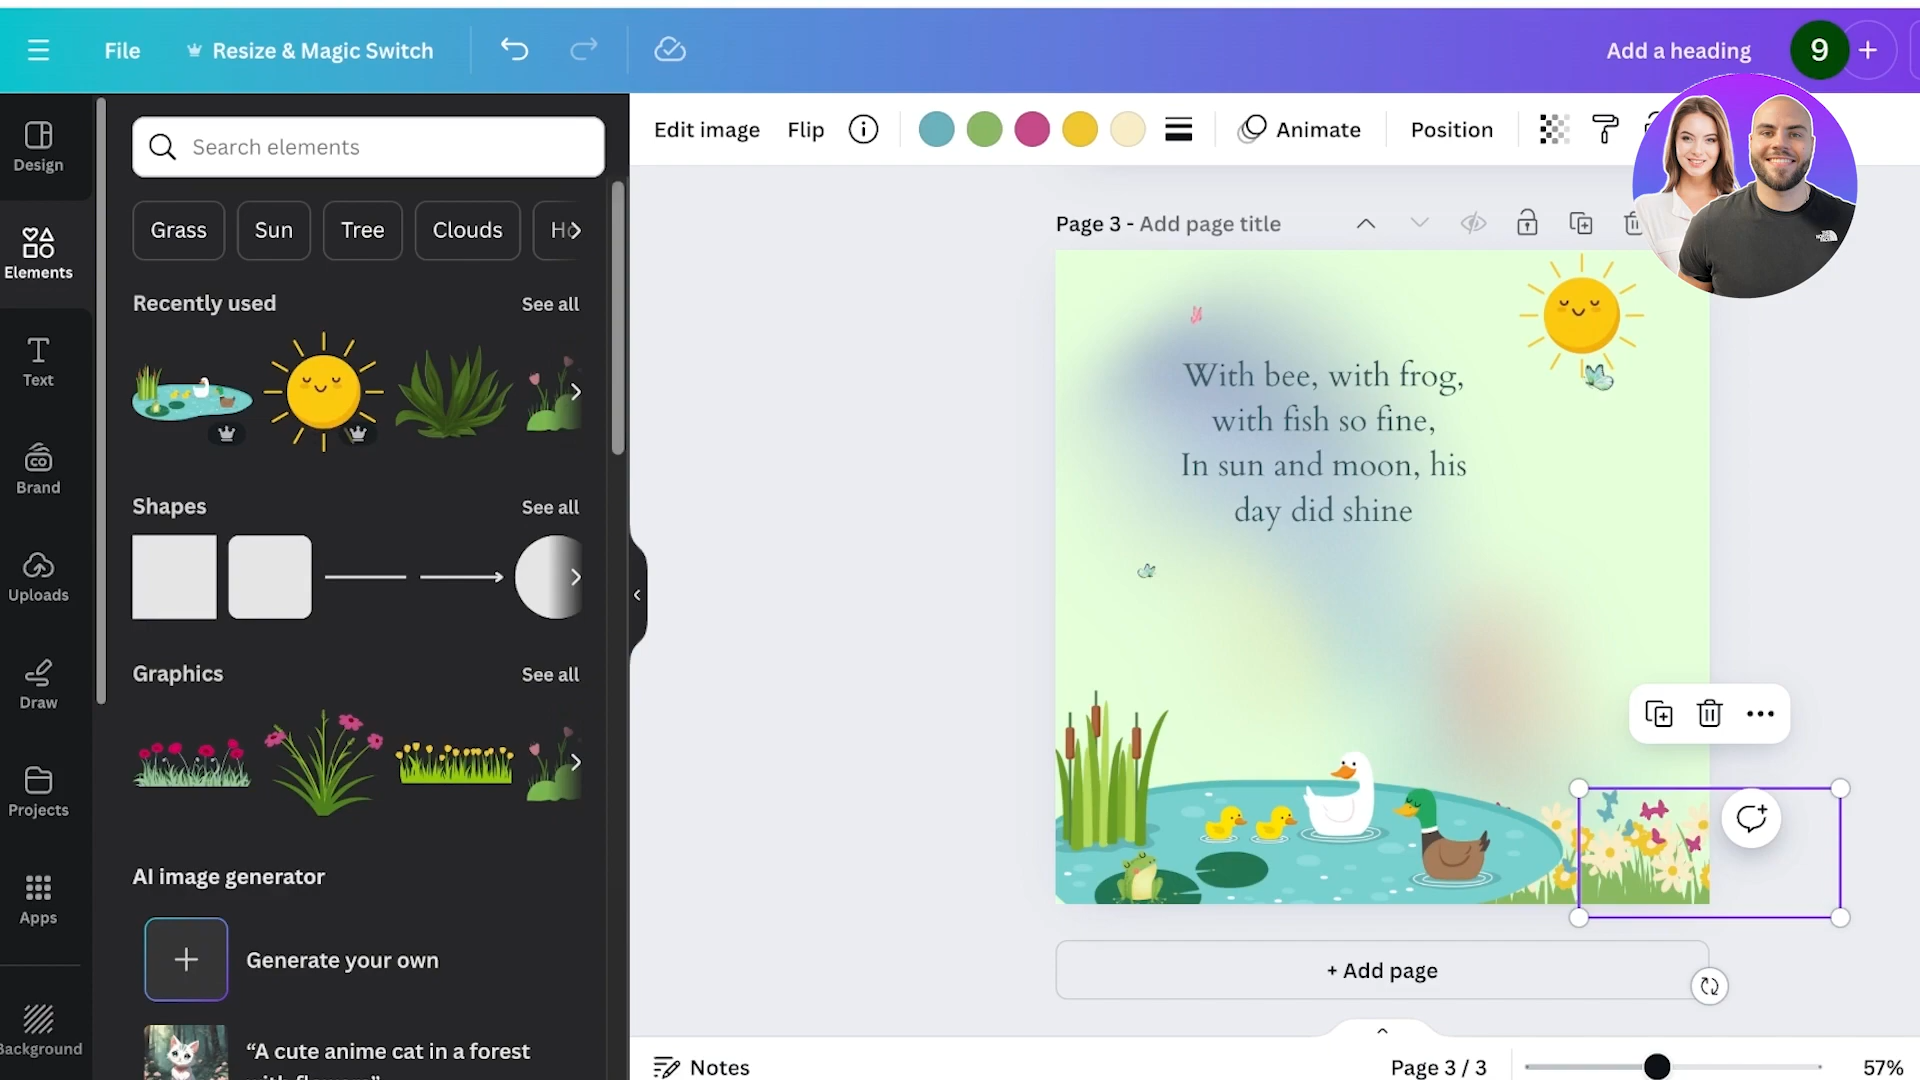 File
Resize & Magic Switch
Add a heading
9
Design
Elements
Text
Brand
Uploads
Draw
Projects
Apps
Background
Search elements
Grass
Sun
Tree
Clouds
Recently used
See all
Shapes
See all
Graphics
See all
AI image generator
Generate your own
“A cute anime cat in a forest
with flowers”
Edit image
Flip
Animate
Position
Page 3 - Add page title
With bee, with frog,
with fish so fine,
In sun and moon, his
day did shine
+ Add page
Notes
Page 3 / 3
57%